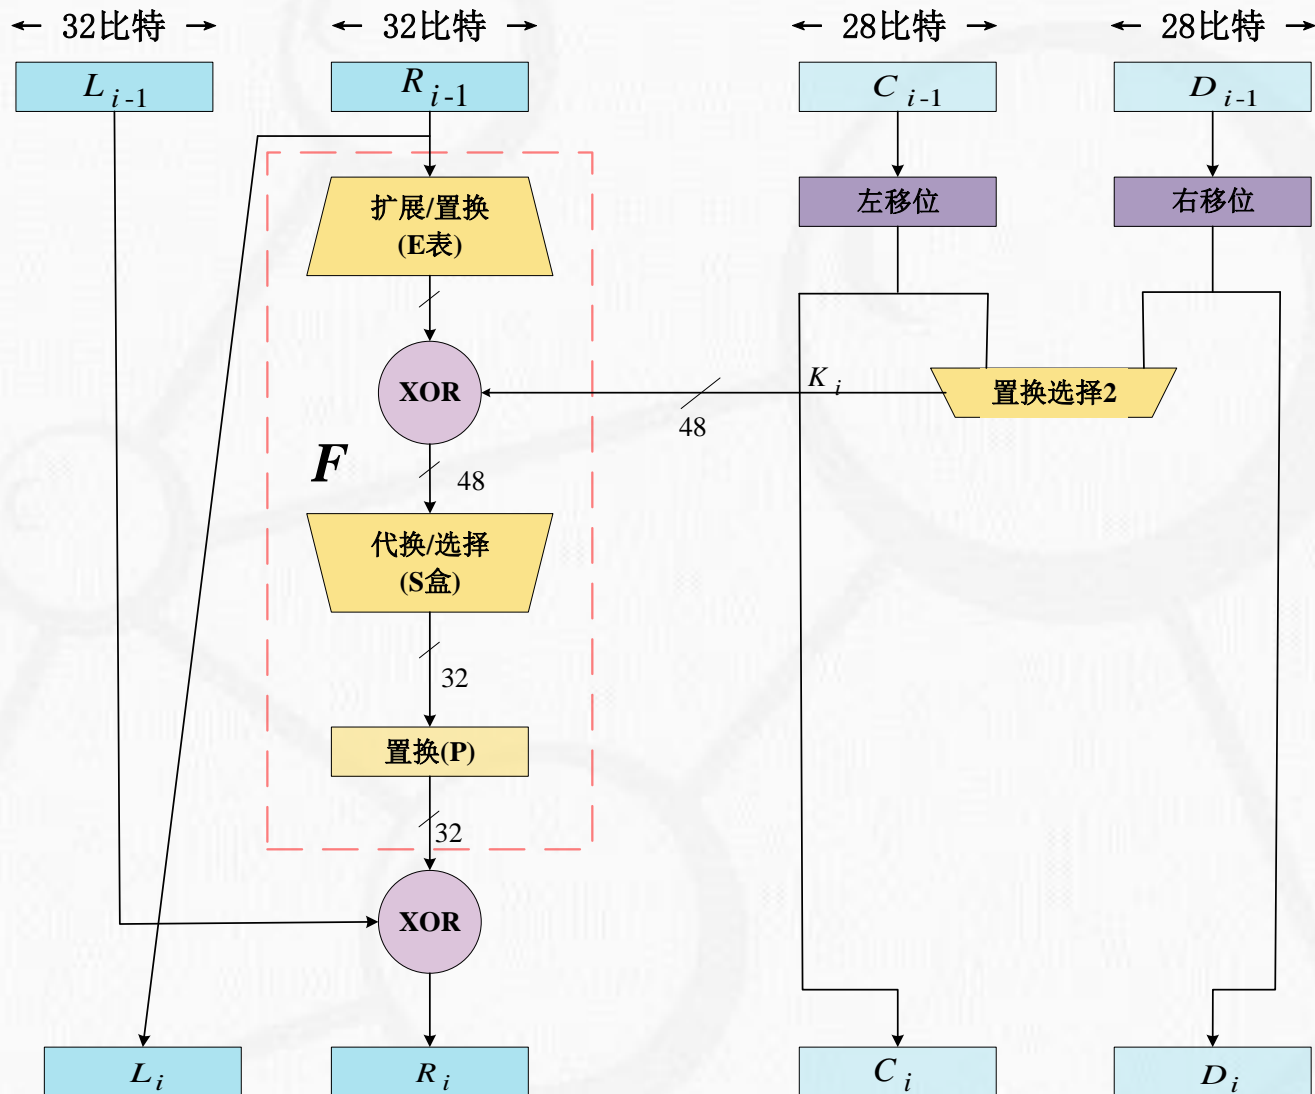 ← 32比特 → ← 32比特 → ← 28比特 → ← 28比特 →
L i-1 R i-1 C i-1 D i-1
扩展/置换
(E表)
左移位 右移位
XOR K i 置换选择2
48
F
48
代换/选择
(S盒)
32
置换(P)
32
XOR
L i R i C i D i